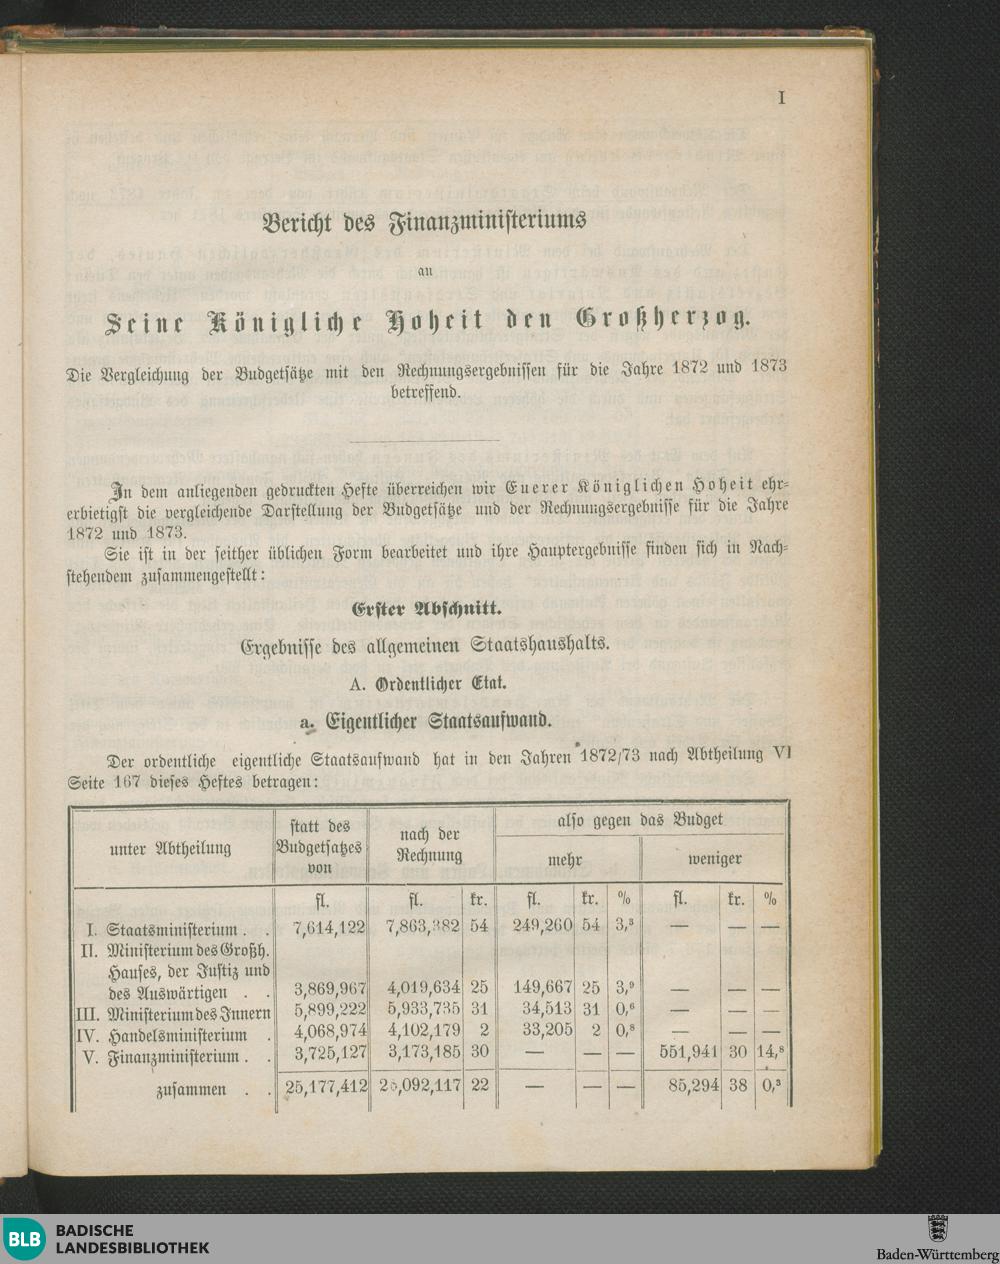 I
Bericht des Finanzministeriums
an
Seine Königliche Hoheit den Großherzog.
Die Vergleichung der Budgetsätze mit den Rechnungsergebnissen für die Jahre 1872 und 1873
betreffend.
In dem anliegenden gedruckten Hefte überreichen wir Euerer Königlichen Hoheit ehr-
erbietigst die vergleichende Darstellung der Budgetsätze und der Rechnungsergebnisse für die Jahre
1872 und 1873.
Sie ist in der seither üblichen Form bearbeitet und ihre Hauptergebnisse finden sich in Nach-
stehendem zusammengestellt:
Erster Abschnitt.
Ergebnisse des allgemeinen Staatshaushalts.
A. Ordentlicher Etat.
a. Eigentlicher Staatsaufwand.
Der ordentliche eigentliche Staatsaufwand hat in den Jahren 1872/73 nach Abtheilung VI
Seite 167 dieses Heftes betragen:
unter Abtheilung
statt des
Budgetsatzes
von
nach der
Rechnung
also gegen das Budget
mehr
weniger
fl. fl. kr. fl. kr. % fl. kr. %
I. Staatsministerium . . 7,614,122 7,863,382 54 249,260 54 3,3 — — —
II. Ministerium des Großh.
Hauses, der Justiz und
des Auswärtigen . . 3,869,967 4,019,634 25 149,667 25 3,9 — — —
III. Ministerium des Innern 5,899,222 5,933,735 31 34,513 31 0,6 — — —
IV. Handelsministerium . 4,068,974 4,102,179 2 33,205 2 0,8 — — —
V. Finanzministerium . . 3,725,127 3,173,185 30 — — — 551,941 30 14,8
zusammen . . 25,177,412 25,092,117 22 — — — 85,294 38 0,3
BLB
BADISCHE
LANDESBIBLIOTHEK
Baden-Württemberg